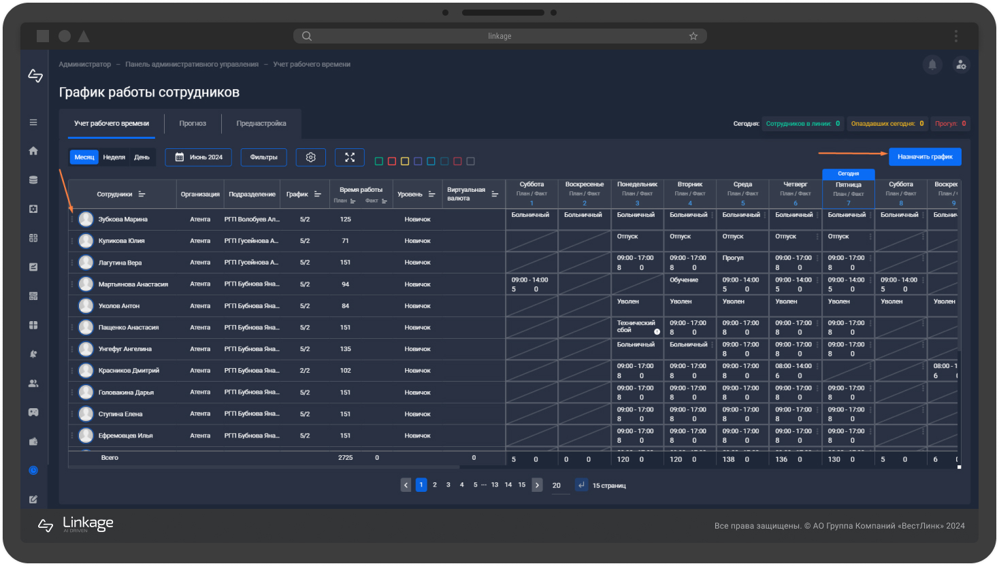 linkage
Администратор – Панель административного управления – Учет рабочего времени
График работы сотрудников
Учет рабочего времени Прогноз Преднастройка
Сегодня: Сотрудников в линии: 0 Опаздавших сегодня: 0 Прогул: 0
Месяц Неделя День Июнь 2024 Фильтры Назначить график
Сегодня
Сотрудники Организация Подразделение График Время работы План Факт Уровень Виртуальная валюта
Суббота Воскресенье Понедельник Вторник Среда Четверг Пятница Суббота Воскрес
План / Факт План / Факт План / Факт План / Факт План / Факт План / Факт План / Факт План / Факт План / 
1 2 3 4 5 6 7 8 9
Зубкова Марина Атента РГП Волобуев Ал... 5/2 125 Новичок Больничный Больничный Больничный Больничный Больничный Больничный Больничный Больничный Больни
Куликова Юлия Атента РГП Гусейнова А... 5/2 71 Новичок Отпуск Отпуск Отпуск Отпуск Отпуск
Лагутина Вера Атента РГП Гусейнова А... 5/2 151 Новичок 09:00 - 17:00 09:00 - 17:00 Прогул 09:00 - 17:00 09:00 - 17:00
8 0 8 0 8 0 8 0
Мартьянова Анастасия Атента РГП Бубнова Яна... 5/2 94 Новичок 09:00 - 14:00 Обучение 09:00 - 14:00 09:00 - 14:00 09:00 - 14:00 09:00 - 14:00
5 0 5 0 5 0 5 0 5 0
Уколов Антон Атента РГП Бубнова Яна... 5/2 84 Новичок Уволен Уволен Уволен Уволен Уволен Уволен Уволен
Пащенко Анастасия Атента РГП Бубнова Яна... 5/2 151 Новичок Технический сбой 09:00 - 17:00 09:00 - 17:00 09:00 - 17:00 09:00 - 17:00
8 0 8 0 8 0 8 0
Унгефуг Ангелина Атента РГП Бубнова Яна... 5/2 135 Новичок Больничный Больничный 09:00 - 17:00 09:00 - 17:00 09:00 - 17:00
8 0 8 0 8 0
Красников Дмитрий Атента РГП Бубнова Яна... 2/2 102 Новичок 09:00 - 17:00 09:00 - 17:00 09:00 - 17:00 08:00 - 14:00 08:00 - 1
8 0 8 0 8 0 6 0 6
Головакина Дарья Атента РГП Бубнова Яна... 5/2 151 Новичок 09:00 - 17:00 09:00 - 17:00 09:00 - 17:00 09:00 - 17:00 09:00 - 17:00
8 0 8 0 8 0 8 0 8 0
Ступина Елена Атента РГП Бубнова Яна... 5/2 151 Новичок 09:00 - 17:00 09:00 - 17:00 09:00 - 17:00 09:00 - 17:00 09:00 - 17:00
8 0 8 0 8 0 8 0 8 0
Ефремовцев Илья Атента РГП Бубнова Яна... 5/2 151 Новичок 09:00 - 17:00 09:00 - 17:00 09:00 - 17:00 09:00 - 17:00 09:00 - 17:00
8 0 8 0 8 0 8 0 8 0
Всего 2725 0 0 5 0 0 0 120 0 120 0 138 0 136 0 130 0 5 0 6
1 2 3 4 5 ... 13 14 15 20 15 страниц
Linkage
AI DRIVEN
Все права защищены. © АО Группа Компаний «ВестЛинк» 2024